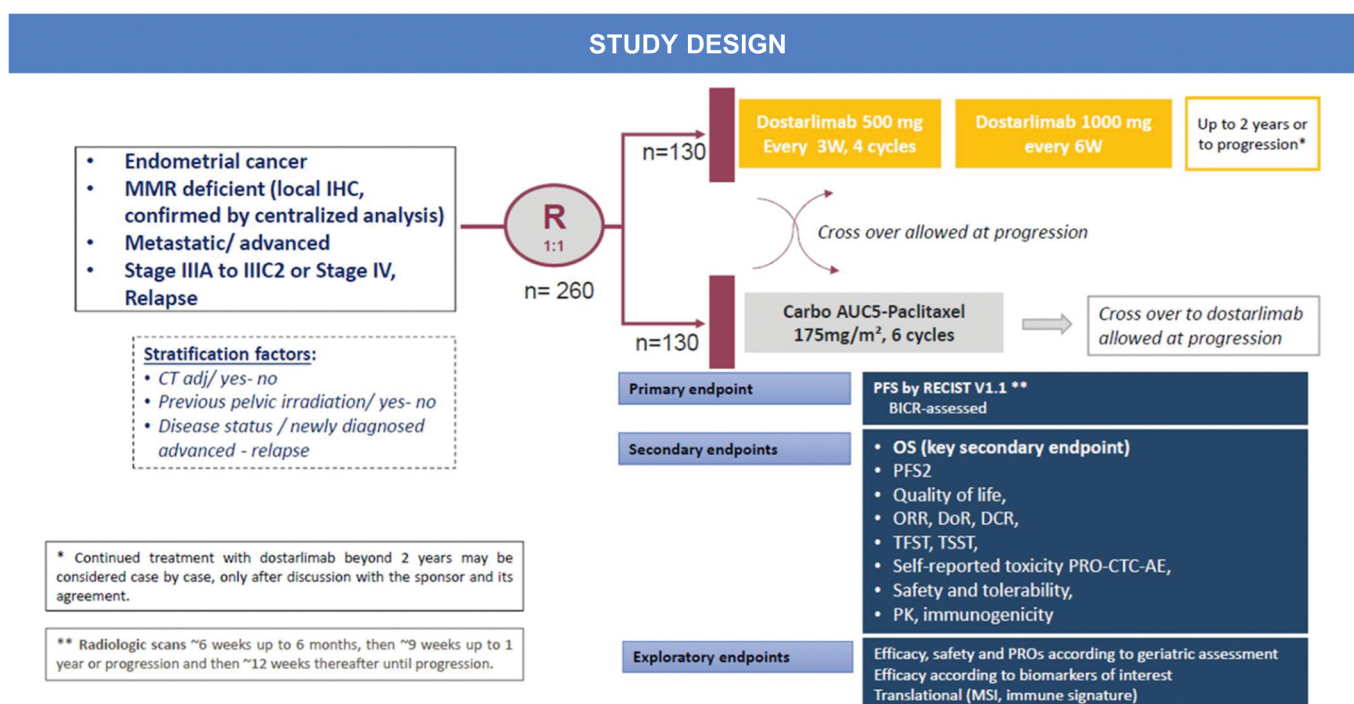 STUDY DESIGN
• Endometrial cancer
• MMR deficient (local IHC,
confirmed by centralized analysis)
• Metastatic/ advanced
• Stage IIIA to IIIC2 or Stage IV,
Relapse
Stratification factors:
• CT adj/ yes- no
• Previous pelvic irradiation/ yes- no
• Disease status / newly diagnosed
advanced - relapse
R
1:1
n= 260
n=130
Dostarlimab 500 mg
Every 3W, 4 cycles
Dostarlimab 1000 mg
every 6W
Up to 2 years or
to progression*
Cross over allowed at progression
n=130
Carbo AUC5-Paclitaxel
175mg/m², 6 cycles
Cross over to dostarlimab
allowed at progression
Primary endpoint
PFS by RECIST V1.1 **
BICR-assessed
Secondary endpoints
• OS (key secondary endpoint)
• PFS2
• Quality of life,
• ORR, DoR, DCR,
• TFST, TSST,
• Self-reported toxicity PRO-CTC-AE,
• Safety and tolerability,
• PK, immunogenicity
Exploratory endpoints
Efficacy, safety and PROs according to geriatric assessment
Efficacy according to biomarkers of interest
Translational (MSI, immune signature)
* Continued treatment with dostarlimab beyond 2 years may be
considered case by case, only after discussion with the sponsor and its
agreement.
** Radiologic scans ~6 weeks up to 6 months, then ~9 weeks up to 1
year or progression and then ~12 weeks thereafter until progression.